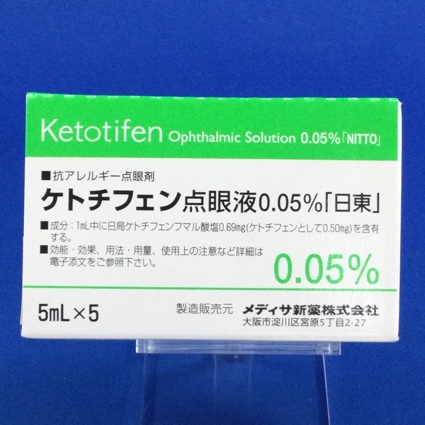 Ketotifen Ophthalmic Solution 0.05%「NITTO」
■抗アレルギー点眼剤
ケトチフェン点眼液0.05%「日東」
■成分：1mL中に日局ケトチフェンフマル酸塩0.69mg(ケトチフェンとして0.50mg)を含有
する。
■効能・効果、用法・用量、使用上の注意など詳細は
電子添文をご参照下さい。
0.05%
5mL×5
製造販売元 メディサ新薬株式会社
大阪市淀川区宮原5丁目2-27